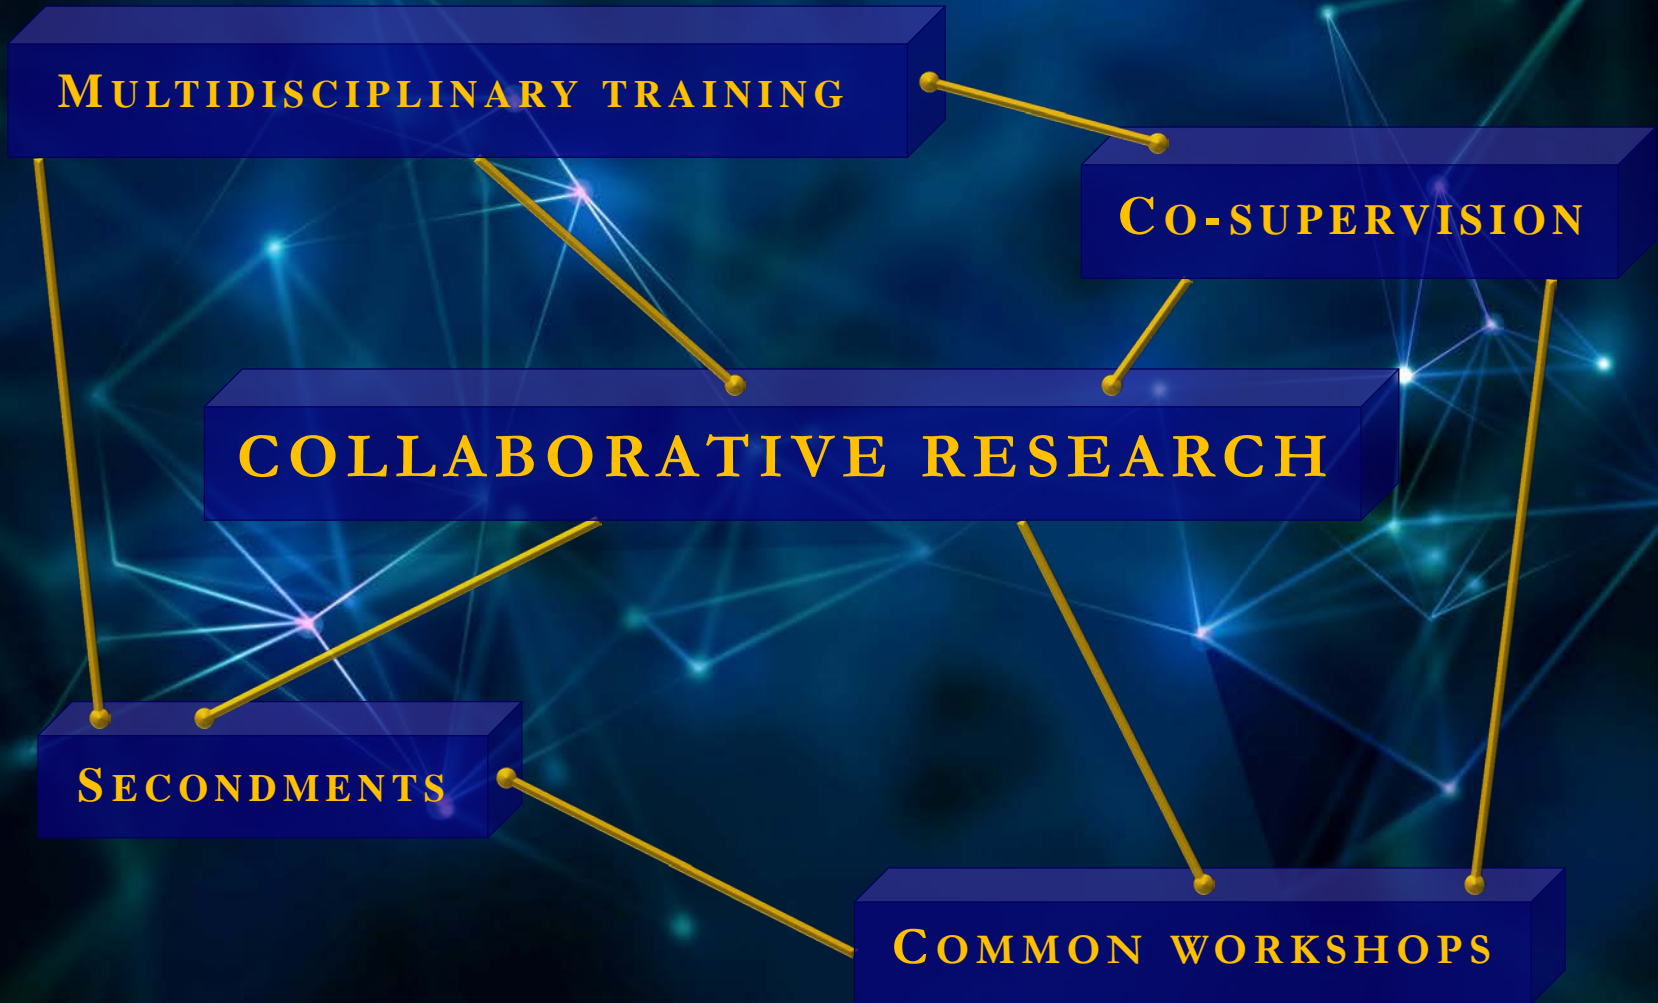 MULTIDISCIPLINARY TRAINING
CO-SUPERVISION
COLLABORATIVE RESEARCH
SECONDMENTS
COMMON WORKSHOPS